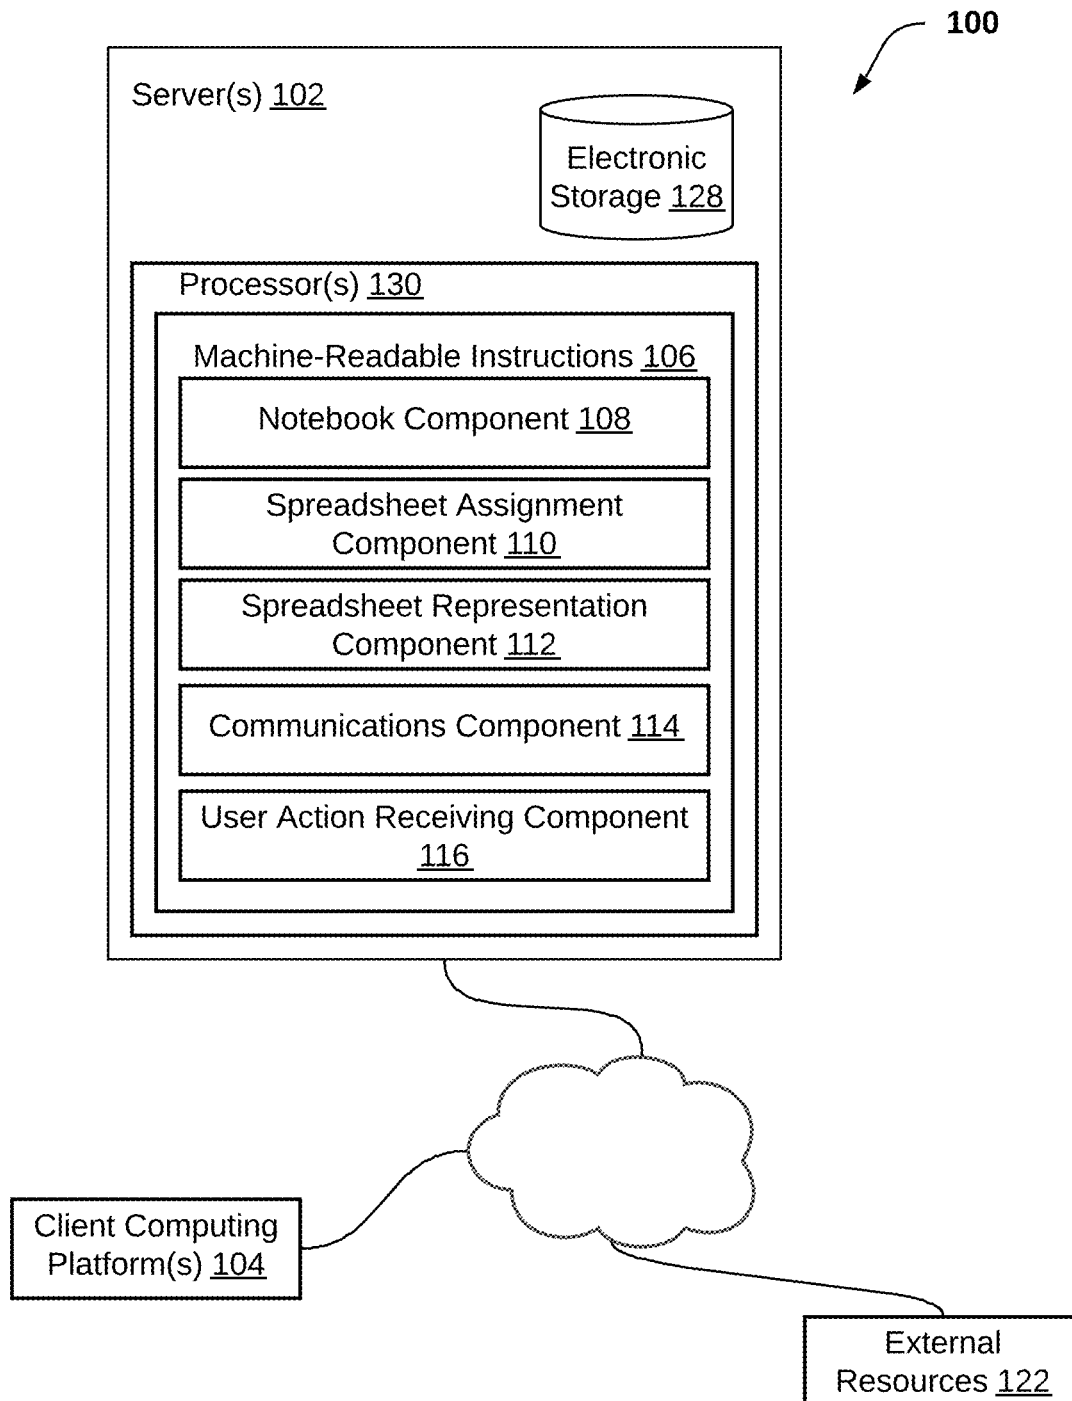 100
Server(s) 102
Electronic
Storage 128
Processor(s) 130
Machine-Readable Instructions 106
Notebook Component 108
Spreadsheet Assignment
Component 110
Spreadsheet Representation
Component 112
Communications Component 114
User Action Receiving Component
116
Client Computing
Platform(s) 104
External
Resources 122